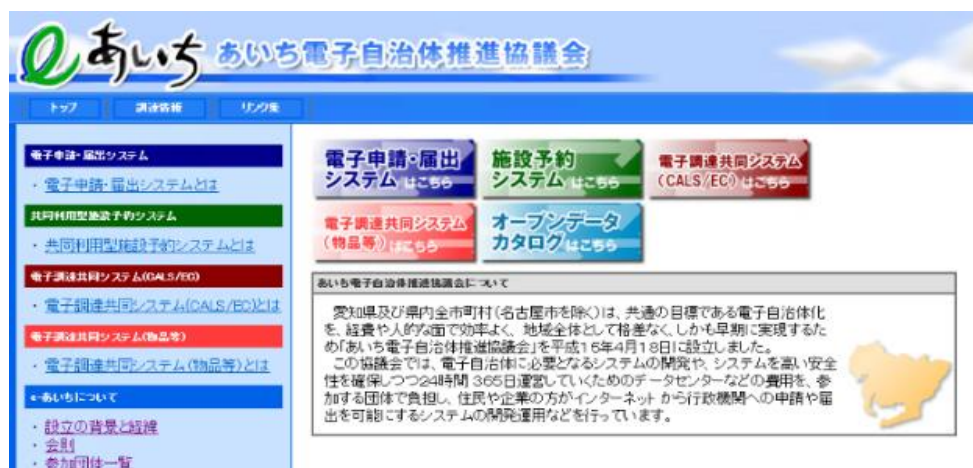 eあいち あいち電子自治体推進協議会
トップ 調達情報 リンク集
電子申請・届出システム
・電子申請・届出システムとは
共同利用型施設予約システム
・共同利用型施設予約システムとは
電子調達共同システム(CALS/EC)
・電子調達共同システム(CALS/EC)とは
電子調達共同システム(物品等)
・電子調達共同システム(物品等)とは
e-あいちについて
・設立の背景と経緯
・会則
・参加団体一覧
電子申請・届出
システム はこちら
施設予約
システム はこちら
電子調達共同システム
(CALS/EC) はこちら
電子調達共同システム
(物品等) はこちら
オープンデータ
カタログ はこちら
あいち電子自治体推進協議会について
愛知県及び県内全市町村(名古屋市を除く)は、共通の目標である電子自治体化
を、経費や人的な面で効率よく、地域全体として格差なく、しかも早期に実現するた
め「あいち電子自治体推進協議会」を平成16年4月18日に設立しました。
この協議会では、電子自治体に必要となるシステムの開発や、システムを高い安全
性を確保しつつ24時間 365日運営していくためのデータセンターなどの費用を、参
加する団体で負担し、住民や企業の方がインターネットから行政機関への申請や届
出を可能にするシステムの開発運用などを行っています。